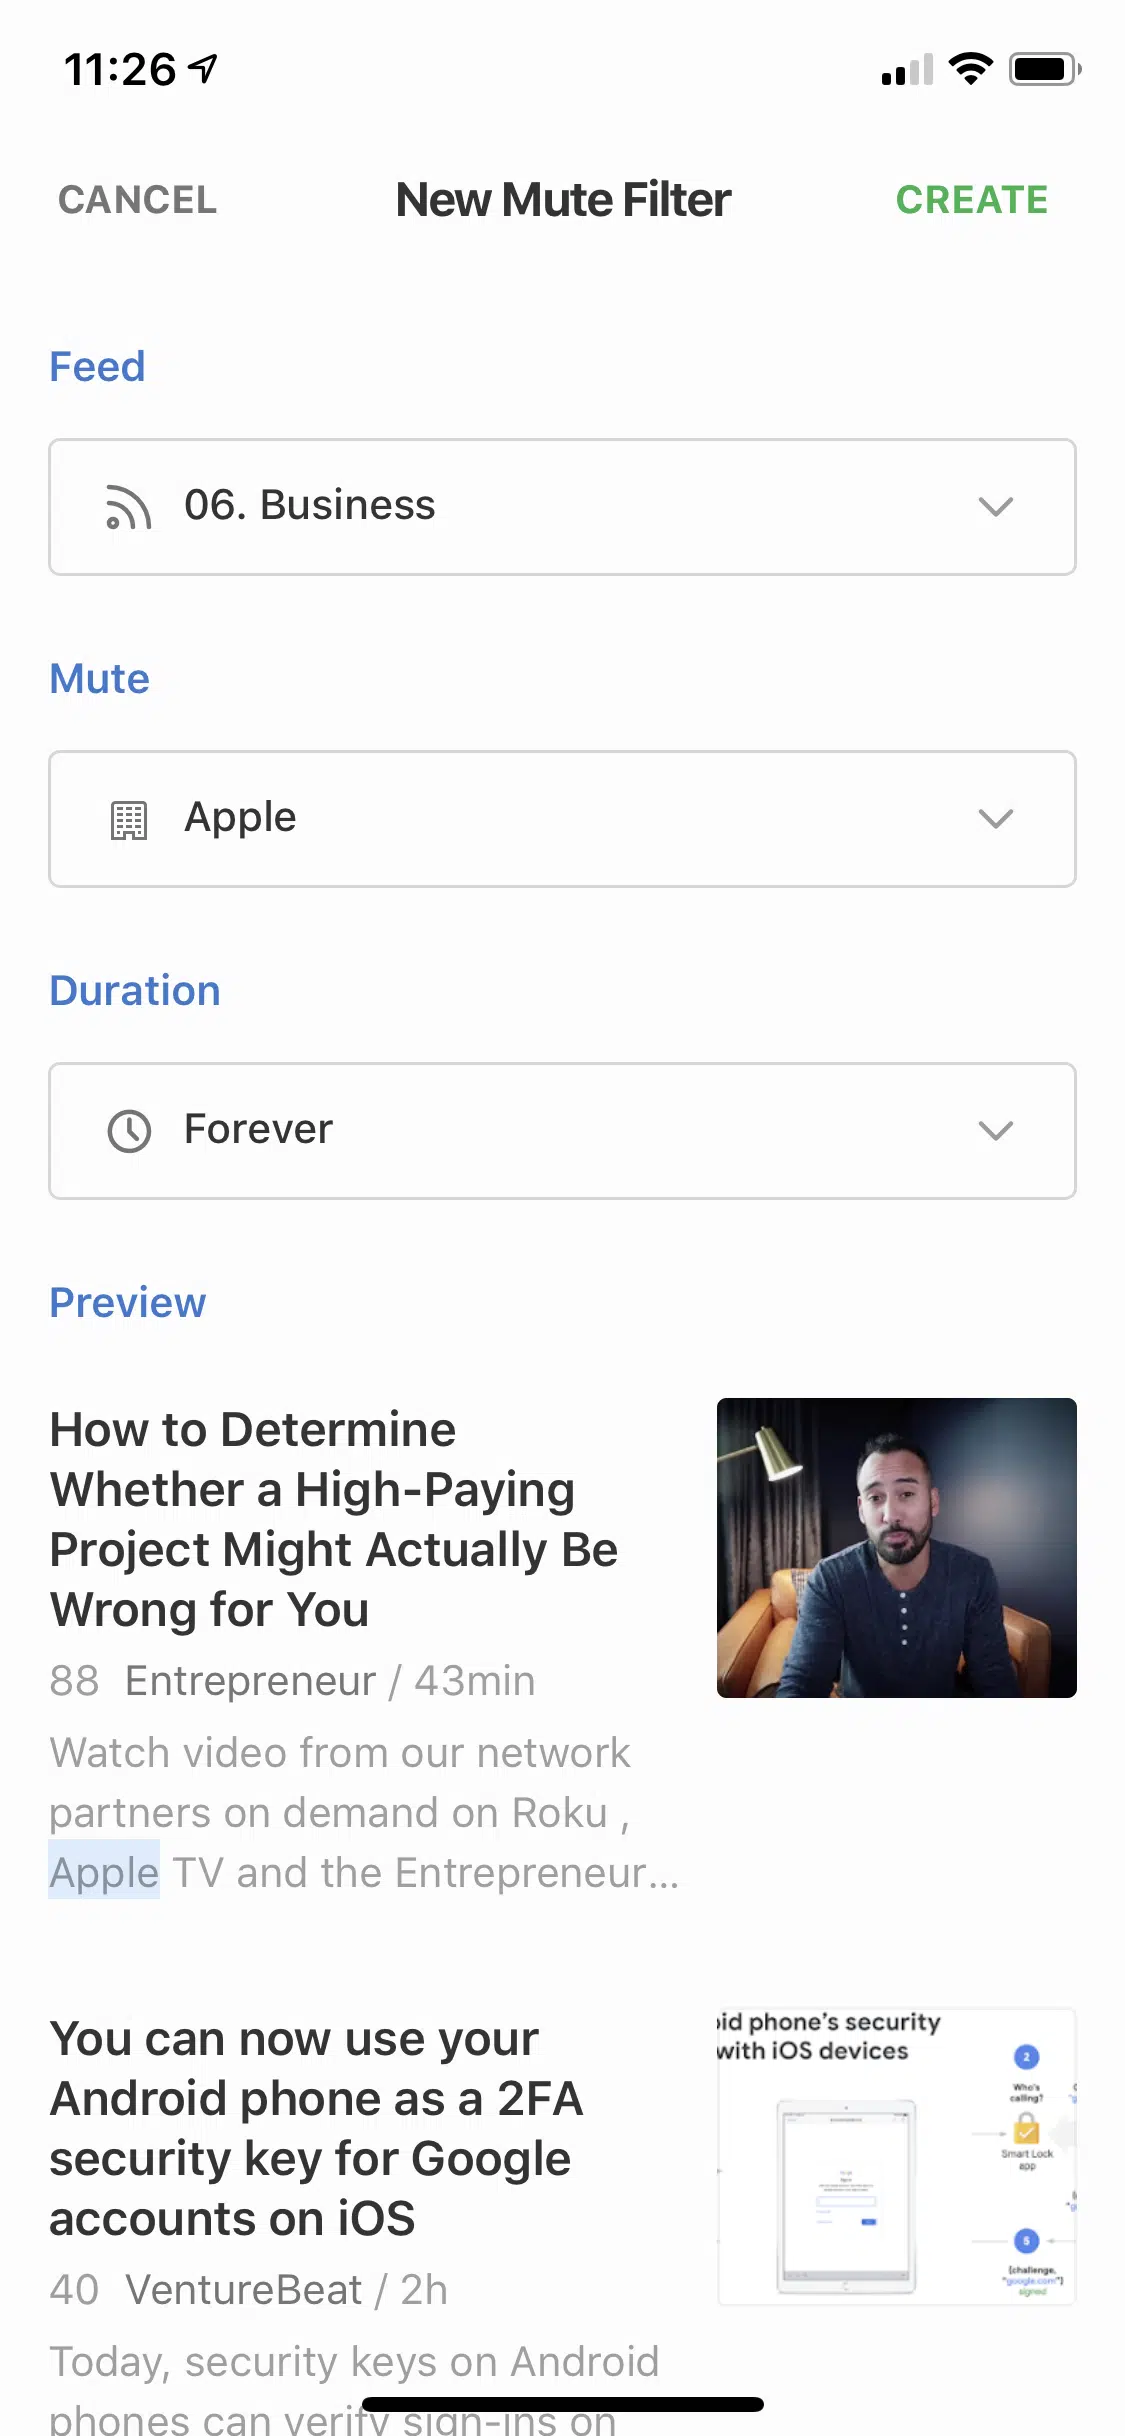 11:26
CANCEL
New Mute Filter
CREATE
Feed
06. Business
Mute
Apple
Duration
Forever
Preview
How to Determine
Whether a High-Paying
Project Might Actually Be
Wrong for You
88 Entrepreneur / 43min
Watch video from our network
partners on demand on Roku ,
Apple TV and the Entrepreneur...
You can now use your
Android phone as a 2FA
security key for Google
accounts on iOS
40 VentureBeat / 2h
id phone's security
with iOS devices
2
Who's
calling?
Smart Lock
app
5
{challenge,
"google.com"}
signed
Today, security keys on Android
phones can verify sign-ins on